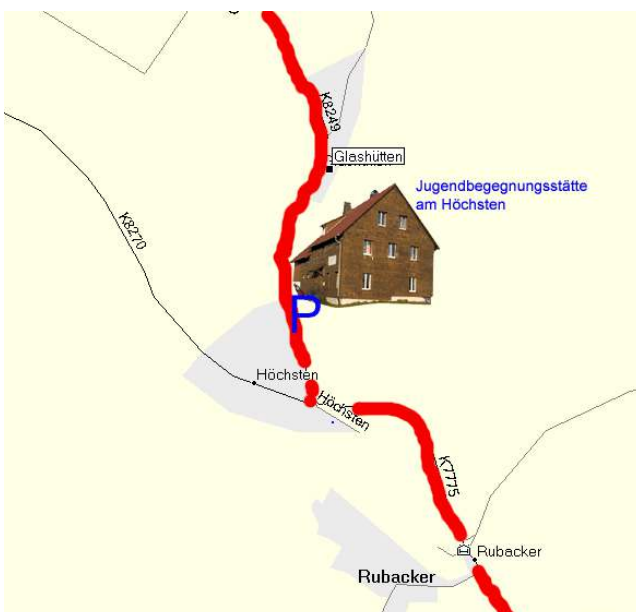 K8249
Glashütten
Jugendbegegnungsstätte
am Höchsten
K8270
P
Höchsten
Höchsten
K7775
Rubacker
Rubacker